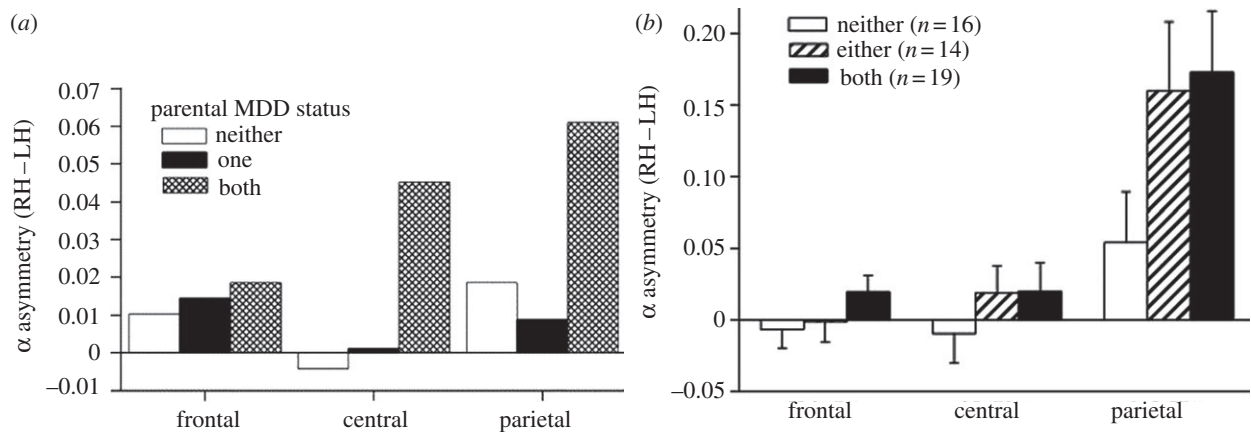 (a)
α asymmetry (RH – LH)
0.07
0.06
0.05
0.04
0.03
0.02
0.01
0
–0.01
parental MDD status
neither
one
both
frontal central parietal
(b)
α asymmetry (RH – LH)
0.20
0.15
0.10
0.05
0
–0.05
neither (n = 16)
either (n = 14)
both (n = 19)
frontal central parietal